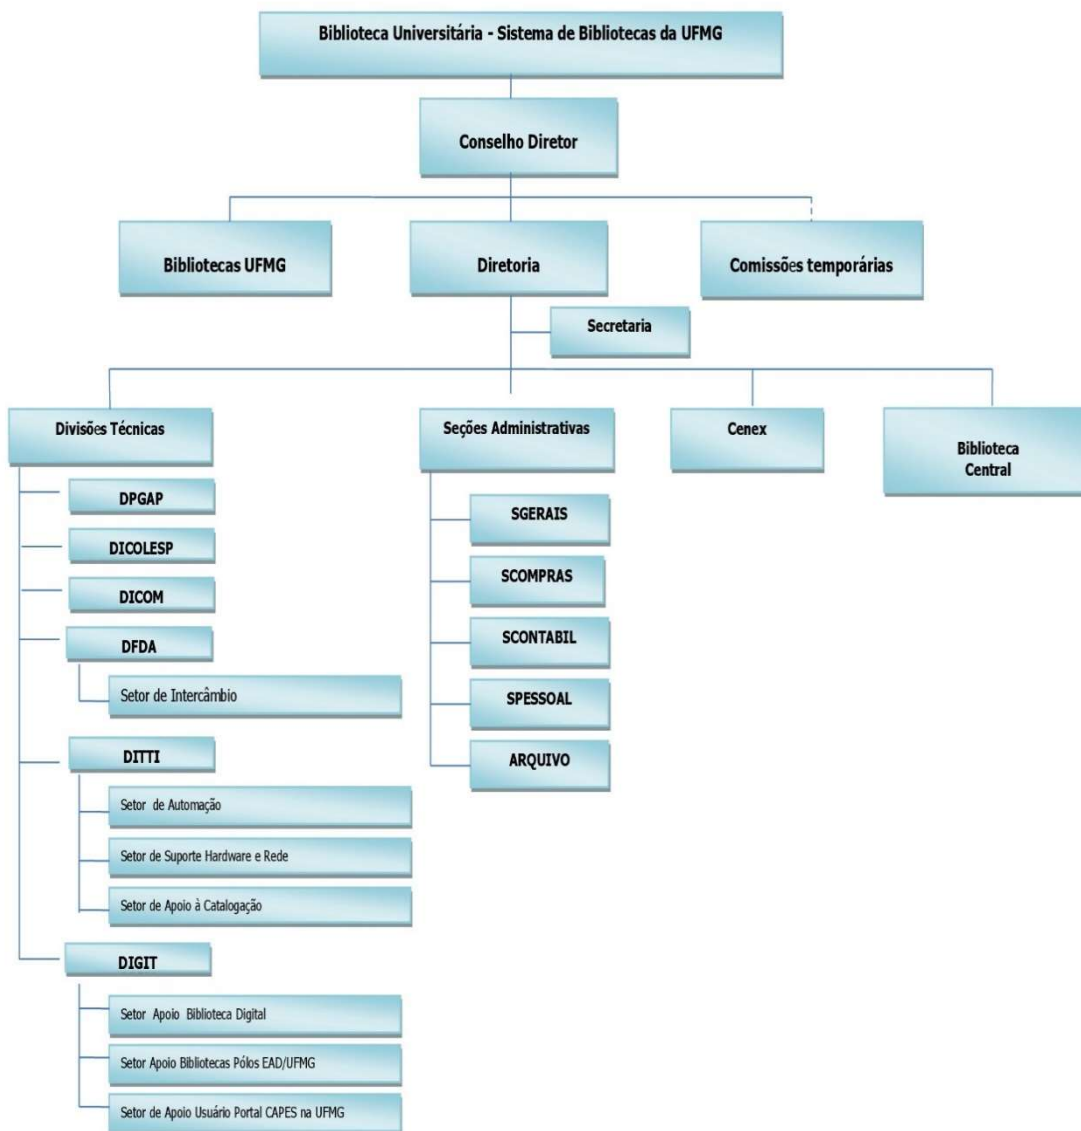 Biblioteca Universitária - Sistema de Bibliotecas da UFMG
Conselho Diretor
Bibliotecas UFMG
Diretoria
Comissões temporárias
Secretaria
Divisões Técnicas
Seções Administrativas
Cenex
Biblioteca
Central
DPGAP
DICOLESP
DICOM
DFDA
Setor de Intercâmbio
DITTI
Setor de Automação
Setor de Suporte Hardware e Rede
Setor de Apoio à Catalogação
DIGIT
Setor Apoio Biblioteca Digital
Setor Apoio Bibliotecas Pólos EAD/UFMG
Setor de Apoio Usuário Portal CAPES na UFMG
SGERAIS
SCOMPRAS
SCONTABIL
SPESSOAL
ARQUIVO